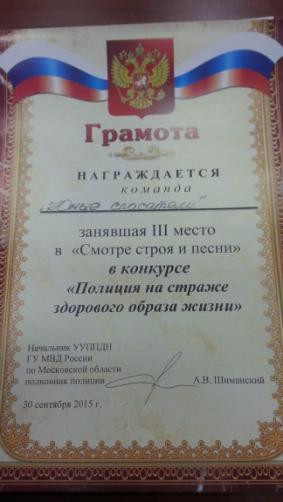 Грамота
НАГРАЖДАЕТСЯ
команда
"Юные спасатели"
занявшая III место
в «Смотре строя и песни»
в конкурсе
«Полиция на страже
здорового образа жизни»
Начальник УУППДН
ГУ МВД России
по Московской области
полковник полиции
А.В. Шиманский
30 сентября 2015 г.